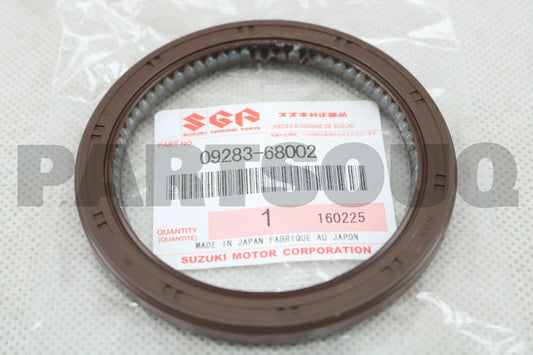 SGP
スズキ純正部品
SUZUKI GENUINE PARTS
PIÈCES D'ORIGINE DE SUZUKI
PART NO.
09283-68002
PARTSOUQ
QUANTITY
(QUANTITÉ)
1
160225
MADE IN JAPAN FABRIQUE AU JAPON
SUZUKI MOTOR CORPORATION